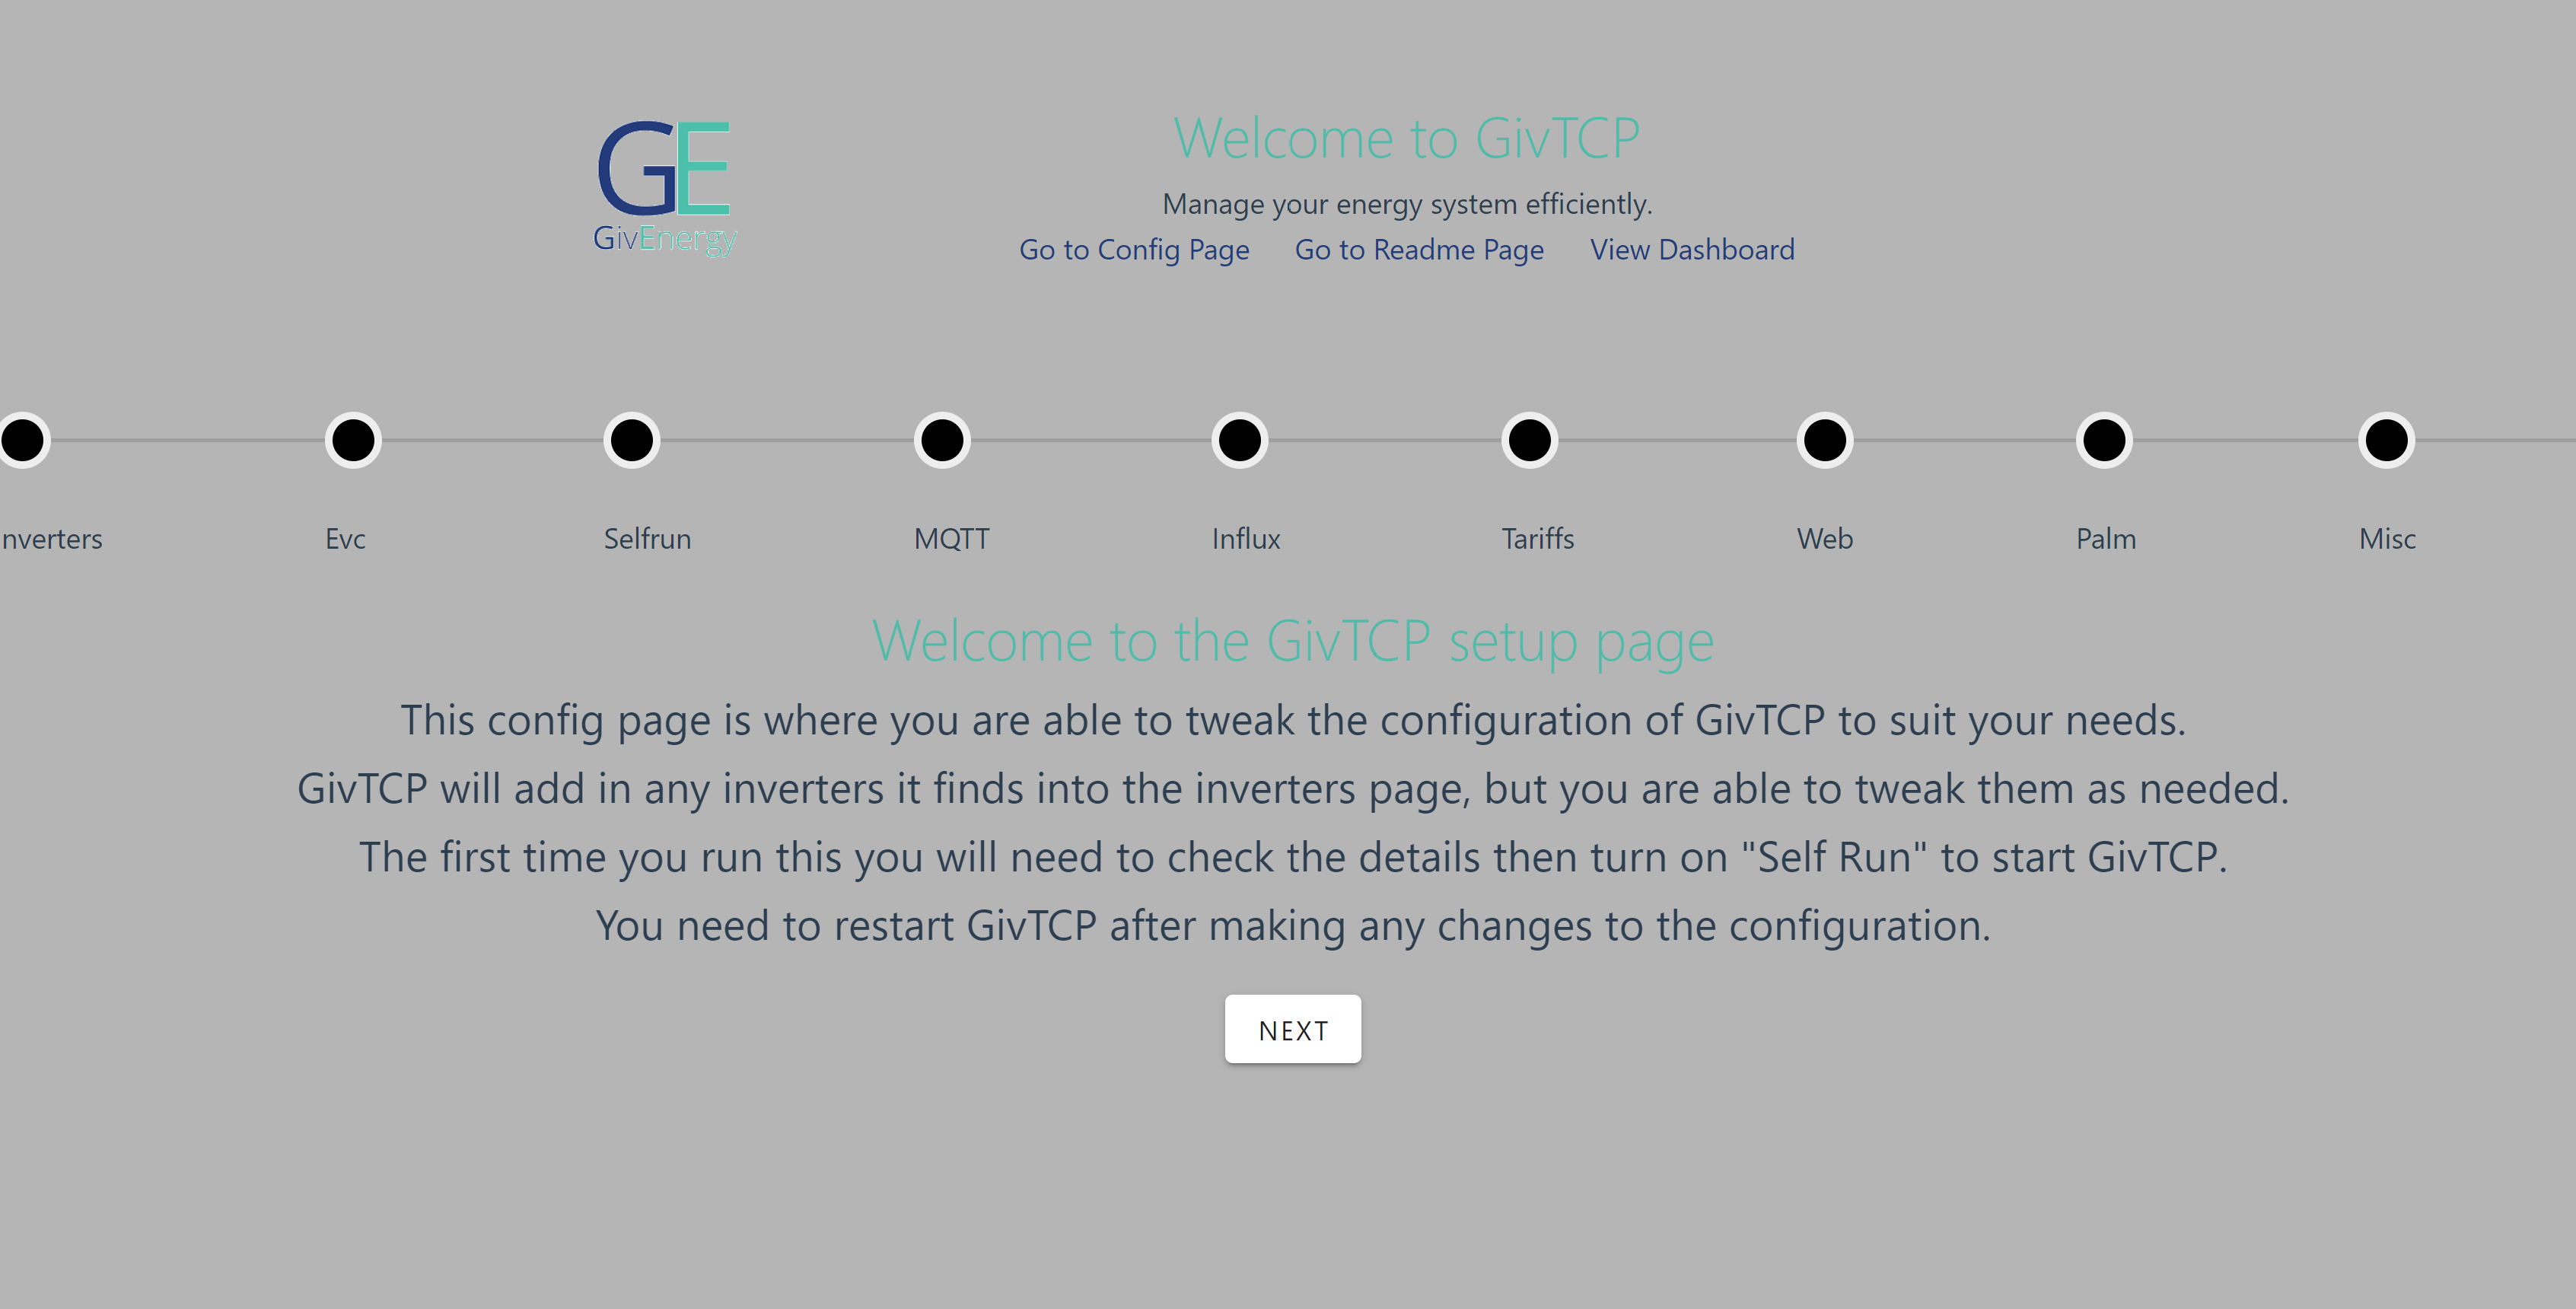 GE
GivEnergy
Welcome to GivTCP
Manage your energy system efficiently.
Go to Config Page Go to Readme Page View Dashboard
nverters Evc Selfrun MQTT Influx Tariffs Web Palm Misc
Welcome to the GivTCP setup page
This config page is where you are able to tweak the configuration of GivTCP to suit your needs.
GivTCP will add in any inverters it finds into the inverters page, but you are able to tweak them as needed.
The first time you run this you will need to check the details then turn on "Self Run" to start GivTCP.
You need to restart GivTCP after making any changes to the configuration.
NEXT